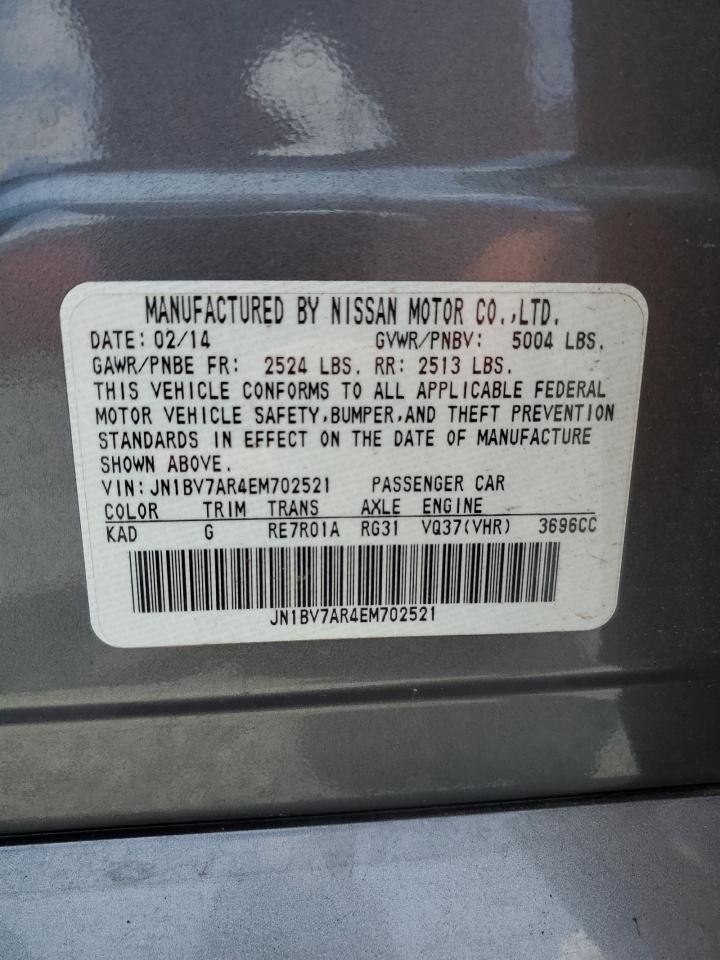 MANUFACTURED BY NISSAN MOTOR CO.,LTD.
DATE: 02/14 GVWR/PNBV: 5004 LBS.
GAWR/PNBE FR: 2524 LBS. RR: 2513 LBS.
THIS VEHICLE CONFORMS TO ALL APPLICABLE FEDERAL
MOTOR VEHICLE SAFETY,BUMPER,AND THEFT PREVENTION
STANDARDS IN EFFECT ON THE DATE OF MANUFACTURE
SHOWN ABOVE.
VIN: JN1BV7AR4EM702521 PASSENGER CAR
COLOR TRIM TRANS AXLE ENGINE
KAD G RE7R01A RG31 VQ37(VHR) 3696CC
JN1BV7AR4EM702521